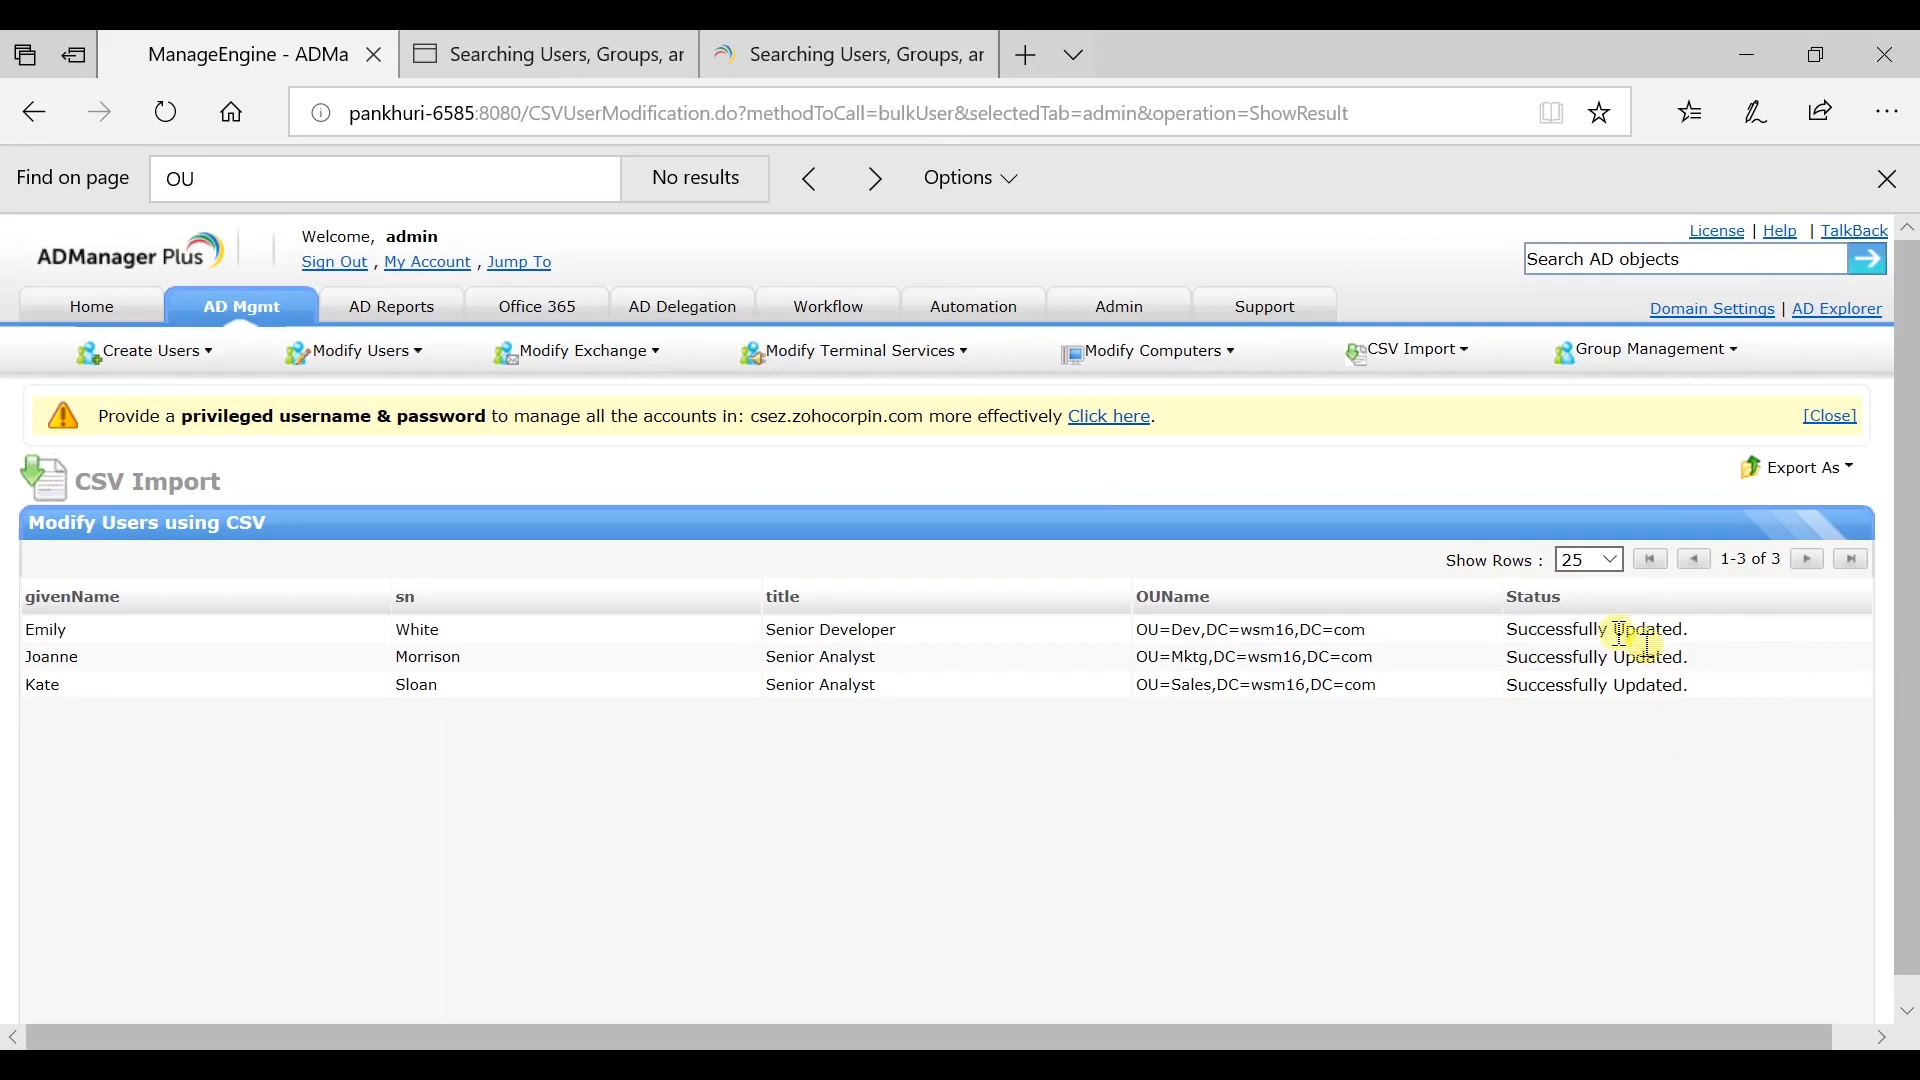 ManageEngine - ADMa
Searching Users, Groups, ar
Searching Users, Groups, ar
pankhuri-6585:8080/CSVUserModification.do?methodToCall=bulkUser&selectedTab=admin&operation=ShowResult
Find on page
OU
No results
Options
ADManager Plus
Welcome, admin
Sign Out , My Account , Jump To
License | Help | TalkBack
Search AD objects
Home
AD Mgmt
AD Reports
Office 365
AD Delegation
Workflow
Automation
Admin
Support
Domain Settings | AD Explorer
Create Users
Modify Users
Modify Exchange
Modify Terminal Services
Modify Computers
CSV Import
Group Management
Provide a privileged username & password to manage all the accounts in: csez.zohocorpin.com more effectively Click here.
[Close]
CSV Import
Export As
Modify Users using CSV
Show Rows : 25 1-3 of 3
givenName sn title OUName Status
Emily White Senior Developer OU=Dev,DC=wsm16,DC=com Successfully Updated.
Joanne Morrison Senior Analyst OU=Mktg,DC=wsm16,DC=com Successfully Updated.
Kate Sloan Senior Analyst OU=Sales,DC=wsm16,DC=com Successfully Updated.